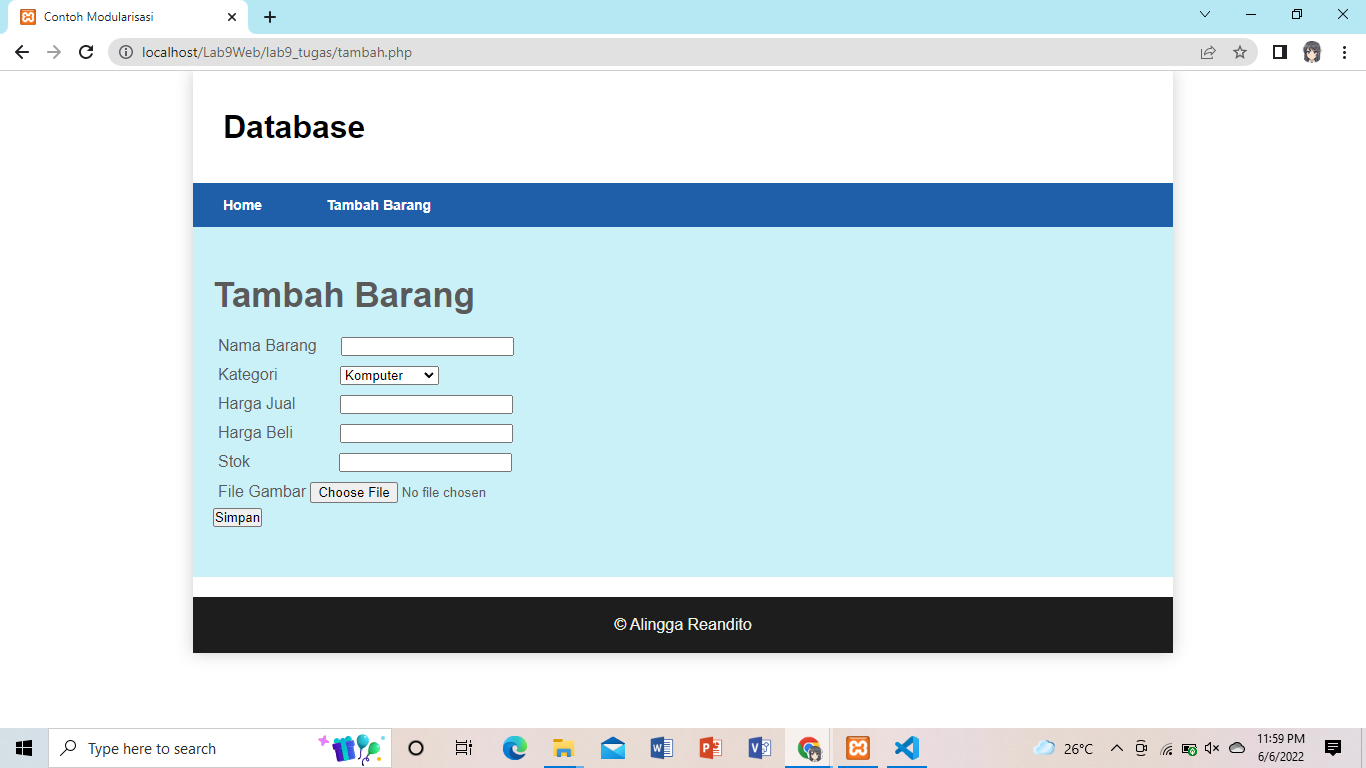 Contoh Modularisasi
localhost/Lab9Web/lab9_tugas/tambah.php
Database
Home Tambah Barang
Tambah Barang
Nama Barang
Kategori Komputer
Harga Jual
Harga Beli
Stok
File Gambar Choose File No file chosen
Simpan
© Alingga Reandito
Type here to search
26°C
11:59 PM
6/6/2022